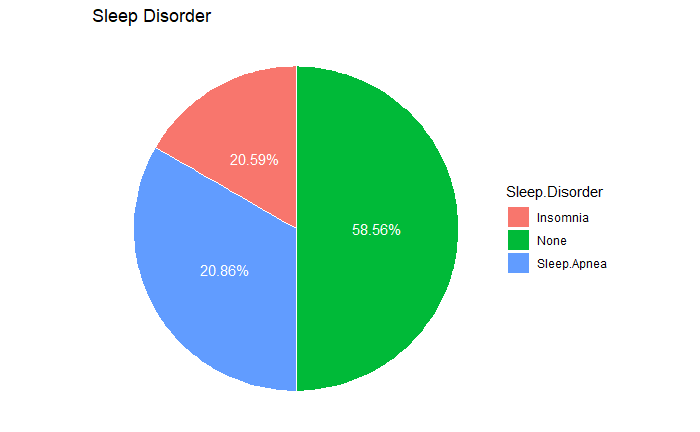 Sleep Disorder
20.59%
58.56%
20.86%
Sleep.Disorder
Insomnia
None
Sleep.Apnea